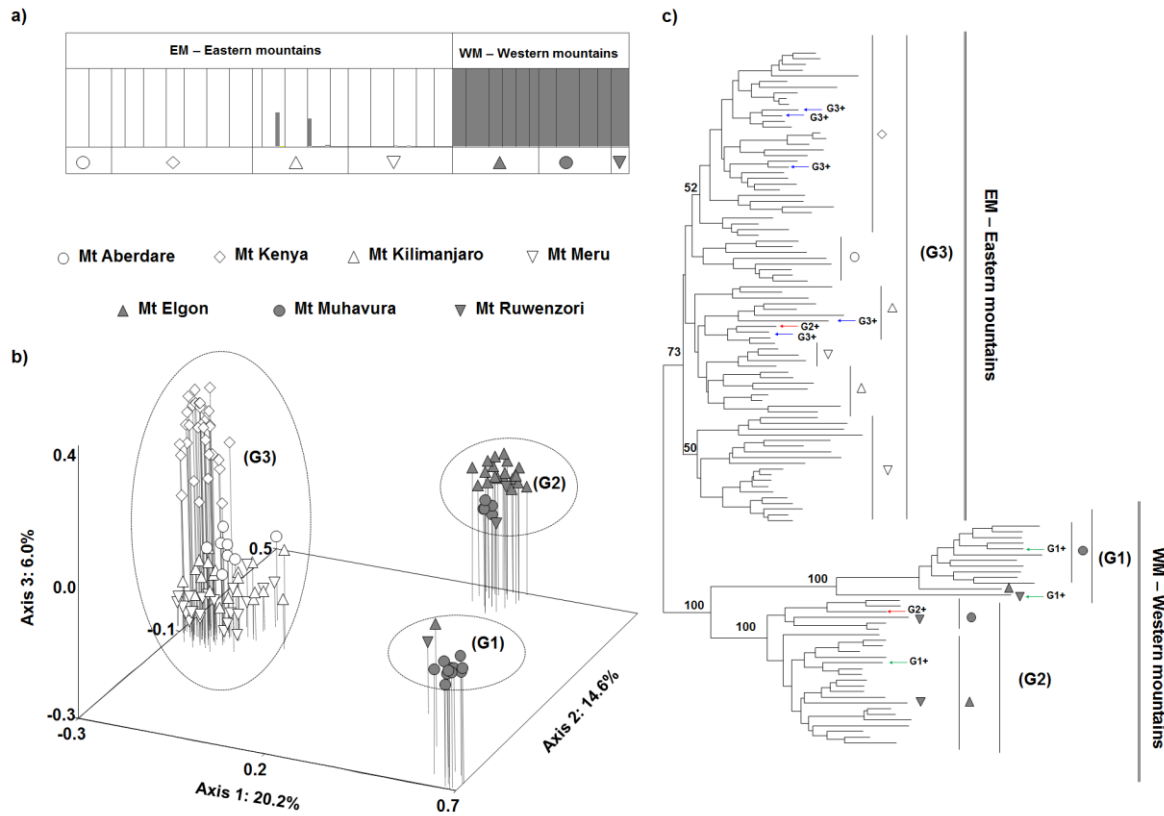 a)
EM – Eastern mountains
WM – Western mountains
Mt Aberdare
Mt Kenya
Mt Kilimanjaro
Mt Meru
Mt Elgon
Mt Muhavura
Mt Ruwenzori
b)
(G3)
(G2)
(G1)
0.4
0.0
-0.3
Axis 3: 6.0%
-0.3
0.2
0.7
Axis 1: 20.2%
-0.1
0.5
Axis 2: 14.6%
c)
G3+
G3+
G3+
52
G3+
G2+
G3+
73
50
(G3)
EM – Eastern mountains
G1+
(G1)
100
G1+
100
G2+
100
G1+
(G2)
WM – Western mountains